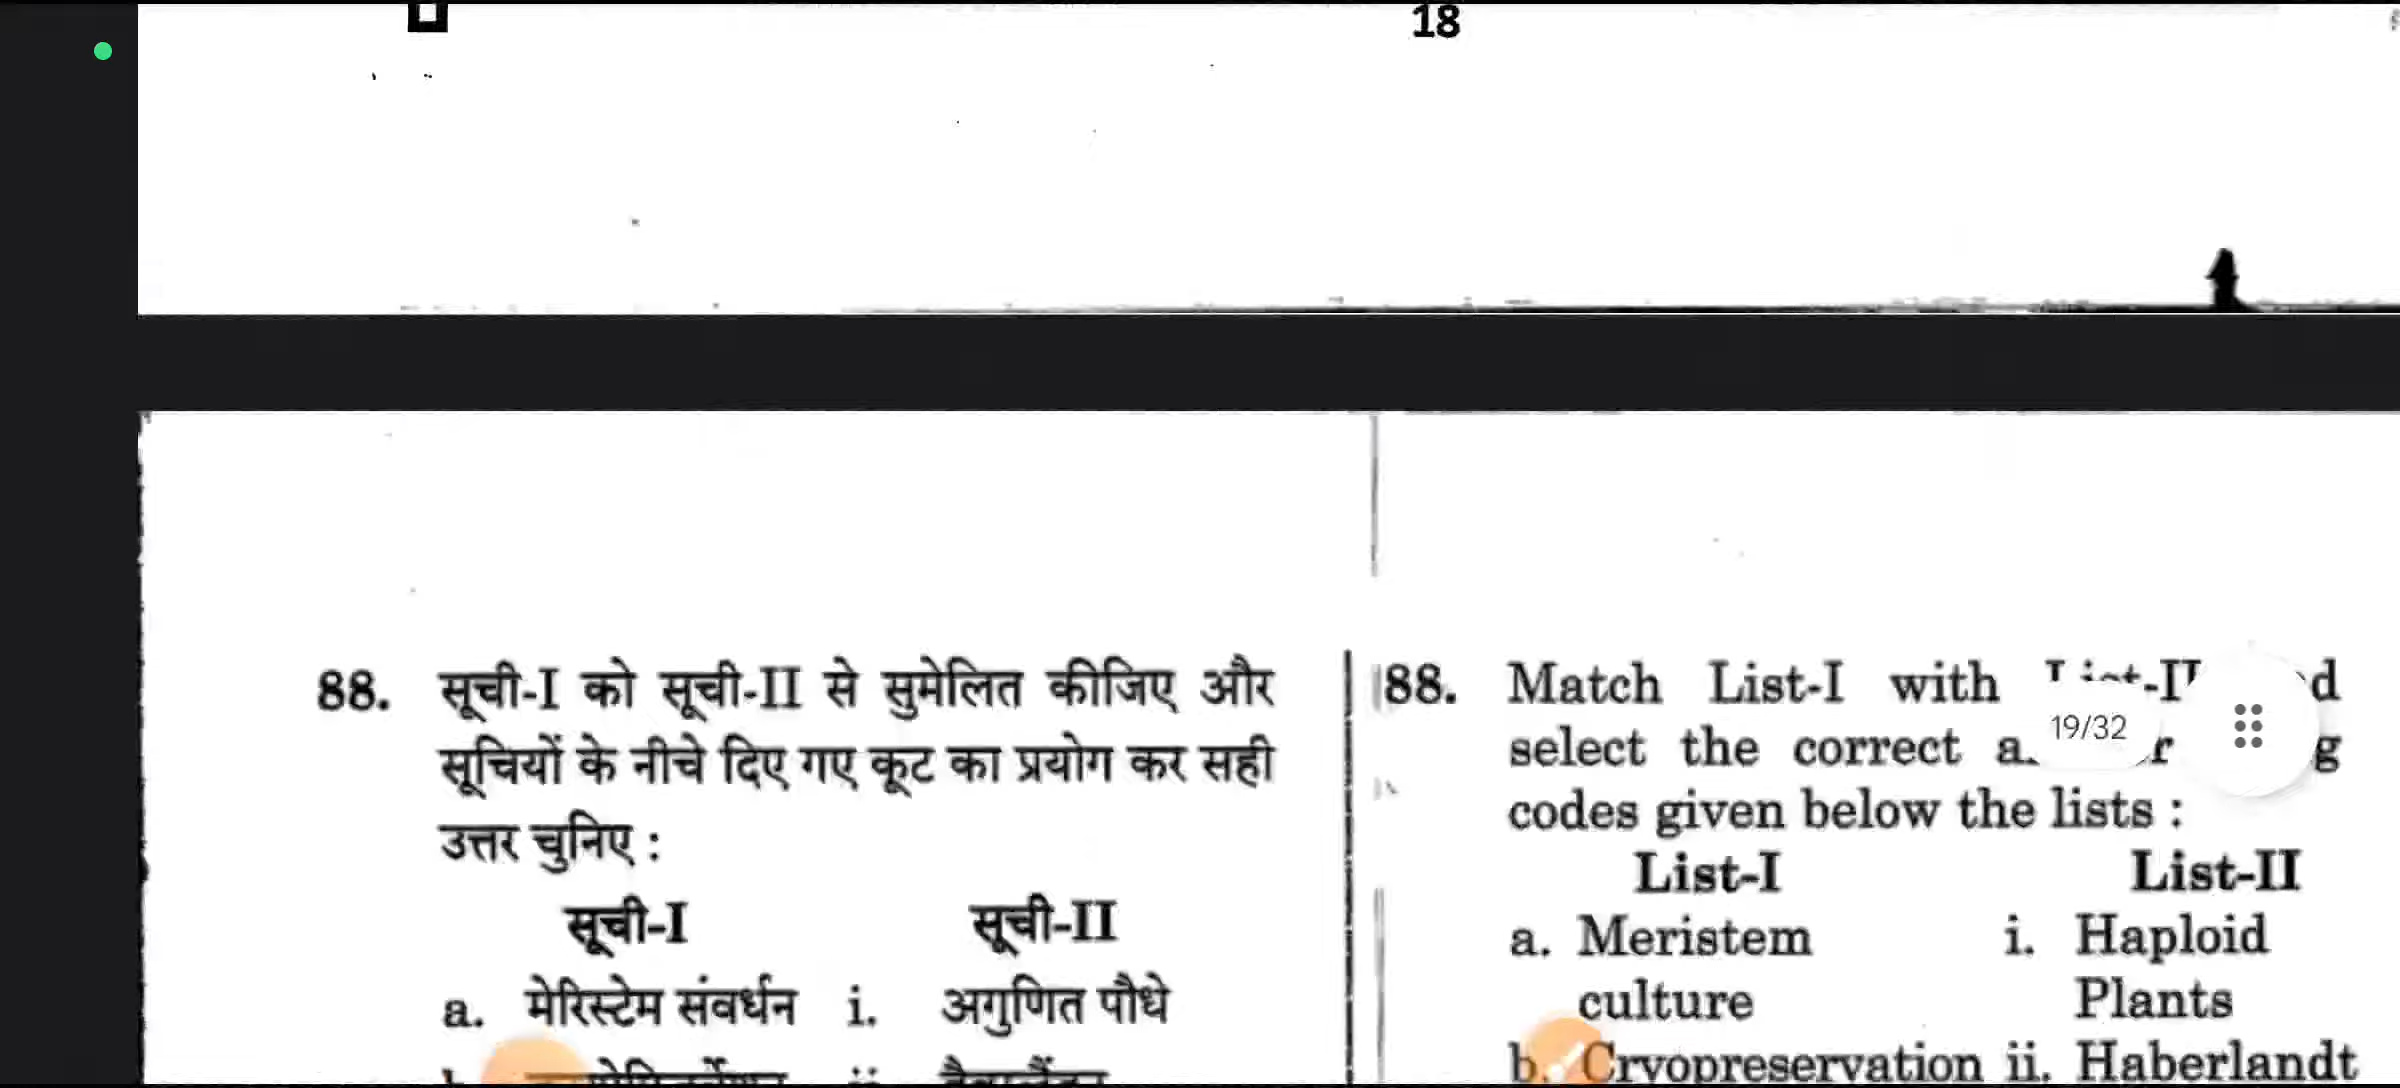 18
88. सूची-I को सूची-II से सुमेलित कीजिए और
सूचियों के नीचे दिए गए कूट का प्रयोग कर सही
उत्तर चुनिए :
सूची-I सूची-II
a. मेरिस्टेम संवर्धन i. अगुणित पौधे
88. Match List-I with
select the correct
codes given below the lists :
List-I List-II
a. Meristem i. Haploid
culture Plants
b. Cryopreservation ii. Haberlandt
19/32